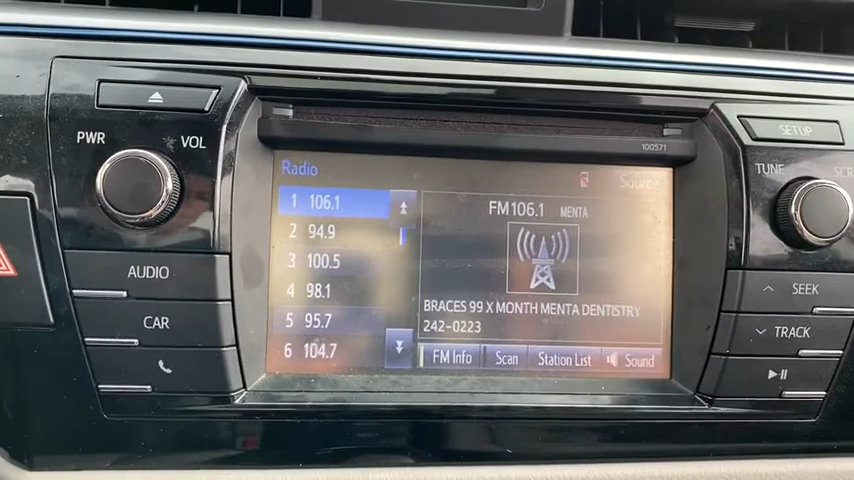 100571
SETUP
PWR
VOL
TUNE
SCR
Radio
Source
1 106.1
2 94.9
3 100.5
4 98.1
5 95.7
6 104.7
FM106.1 MENTA
BRACES 99 X MONTH MENTA DENTISTRY
242-0223
FM Info
Scan
Station List
Sound
AUDIO
CAR
SEEK
TRACK